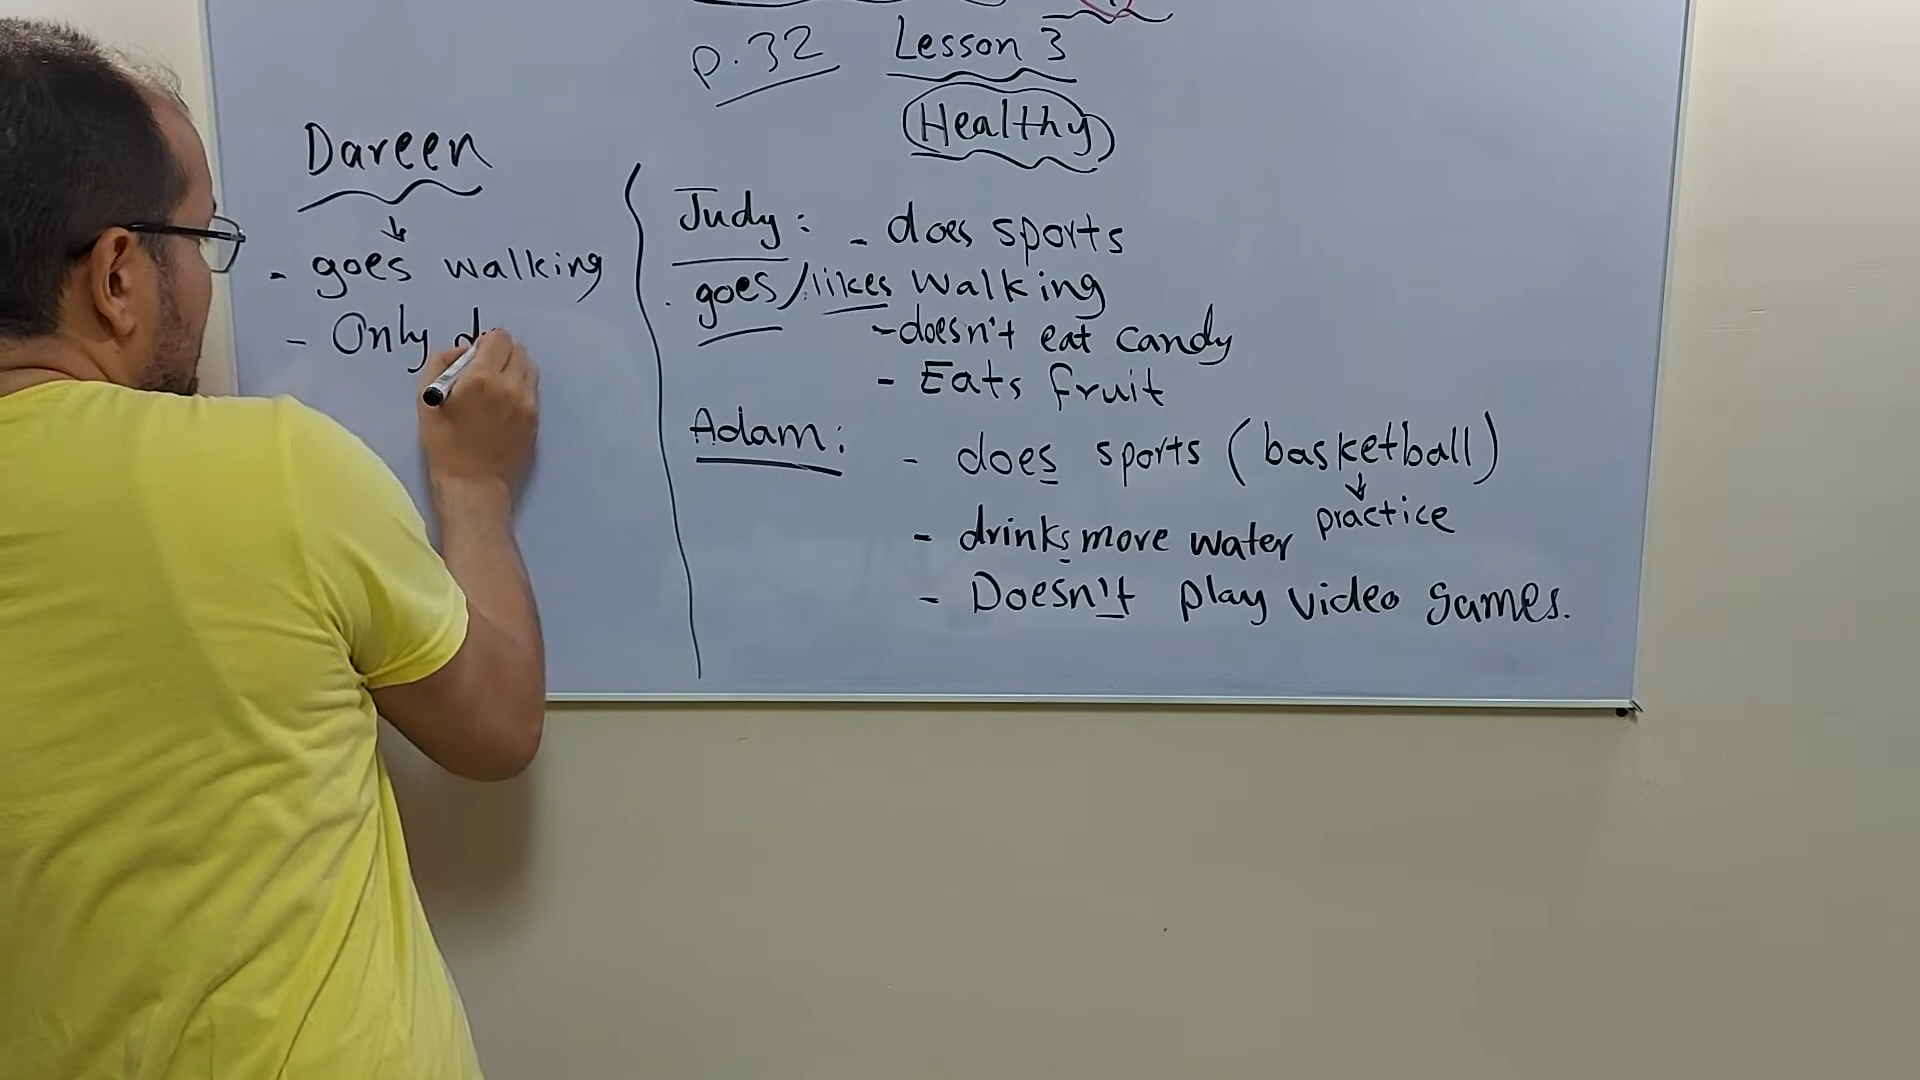 p.32 Lesson 3
Healthy
Dareen
- goes walking
- Only
Judy: - does sports
. goes/likes walking
- doesn't eat candy
- Eats fruit
Adam: - does sports (basketball)
practice
- drinks more water
- Doesn't play video games.